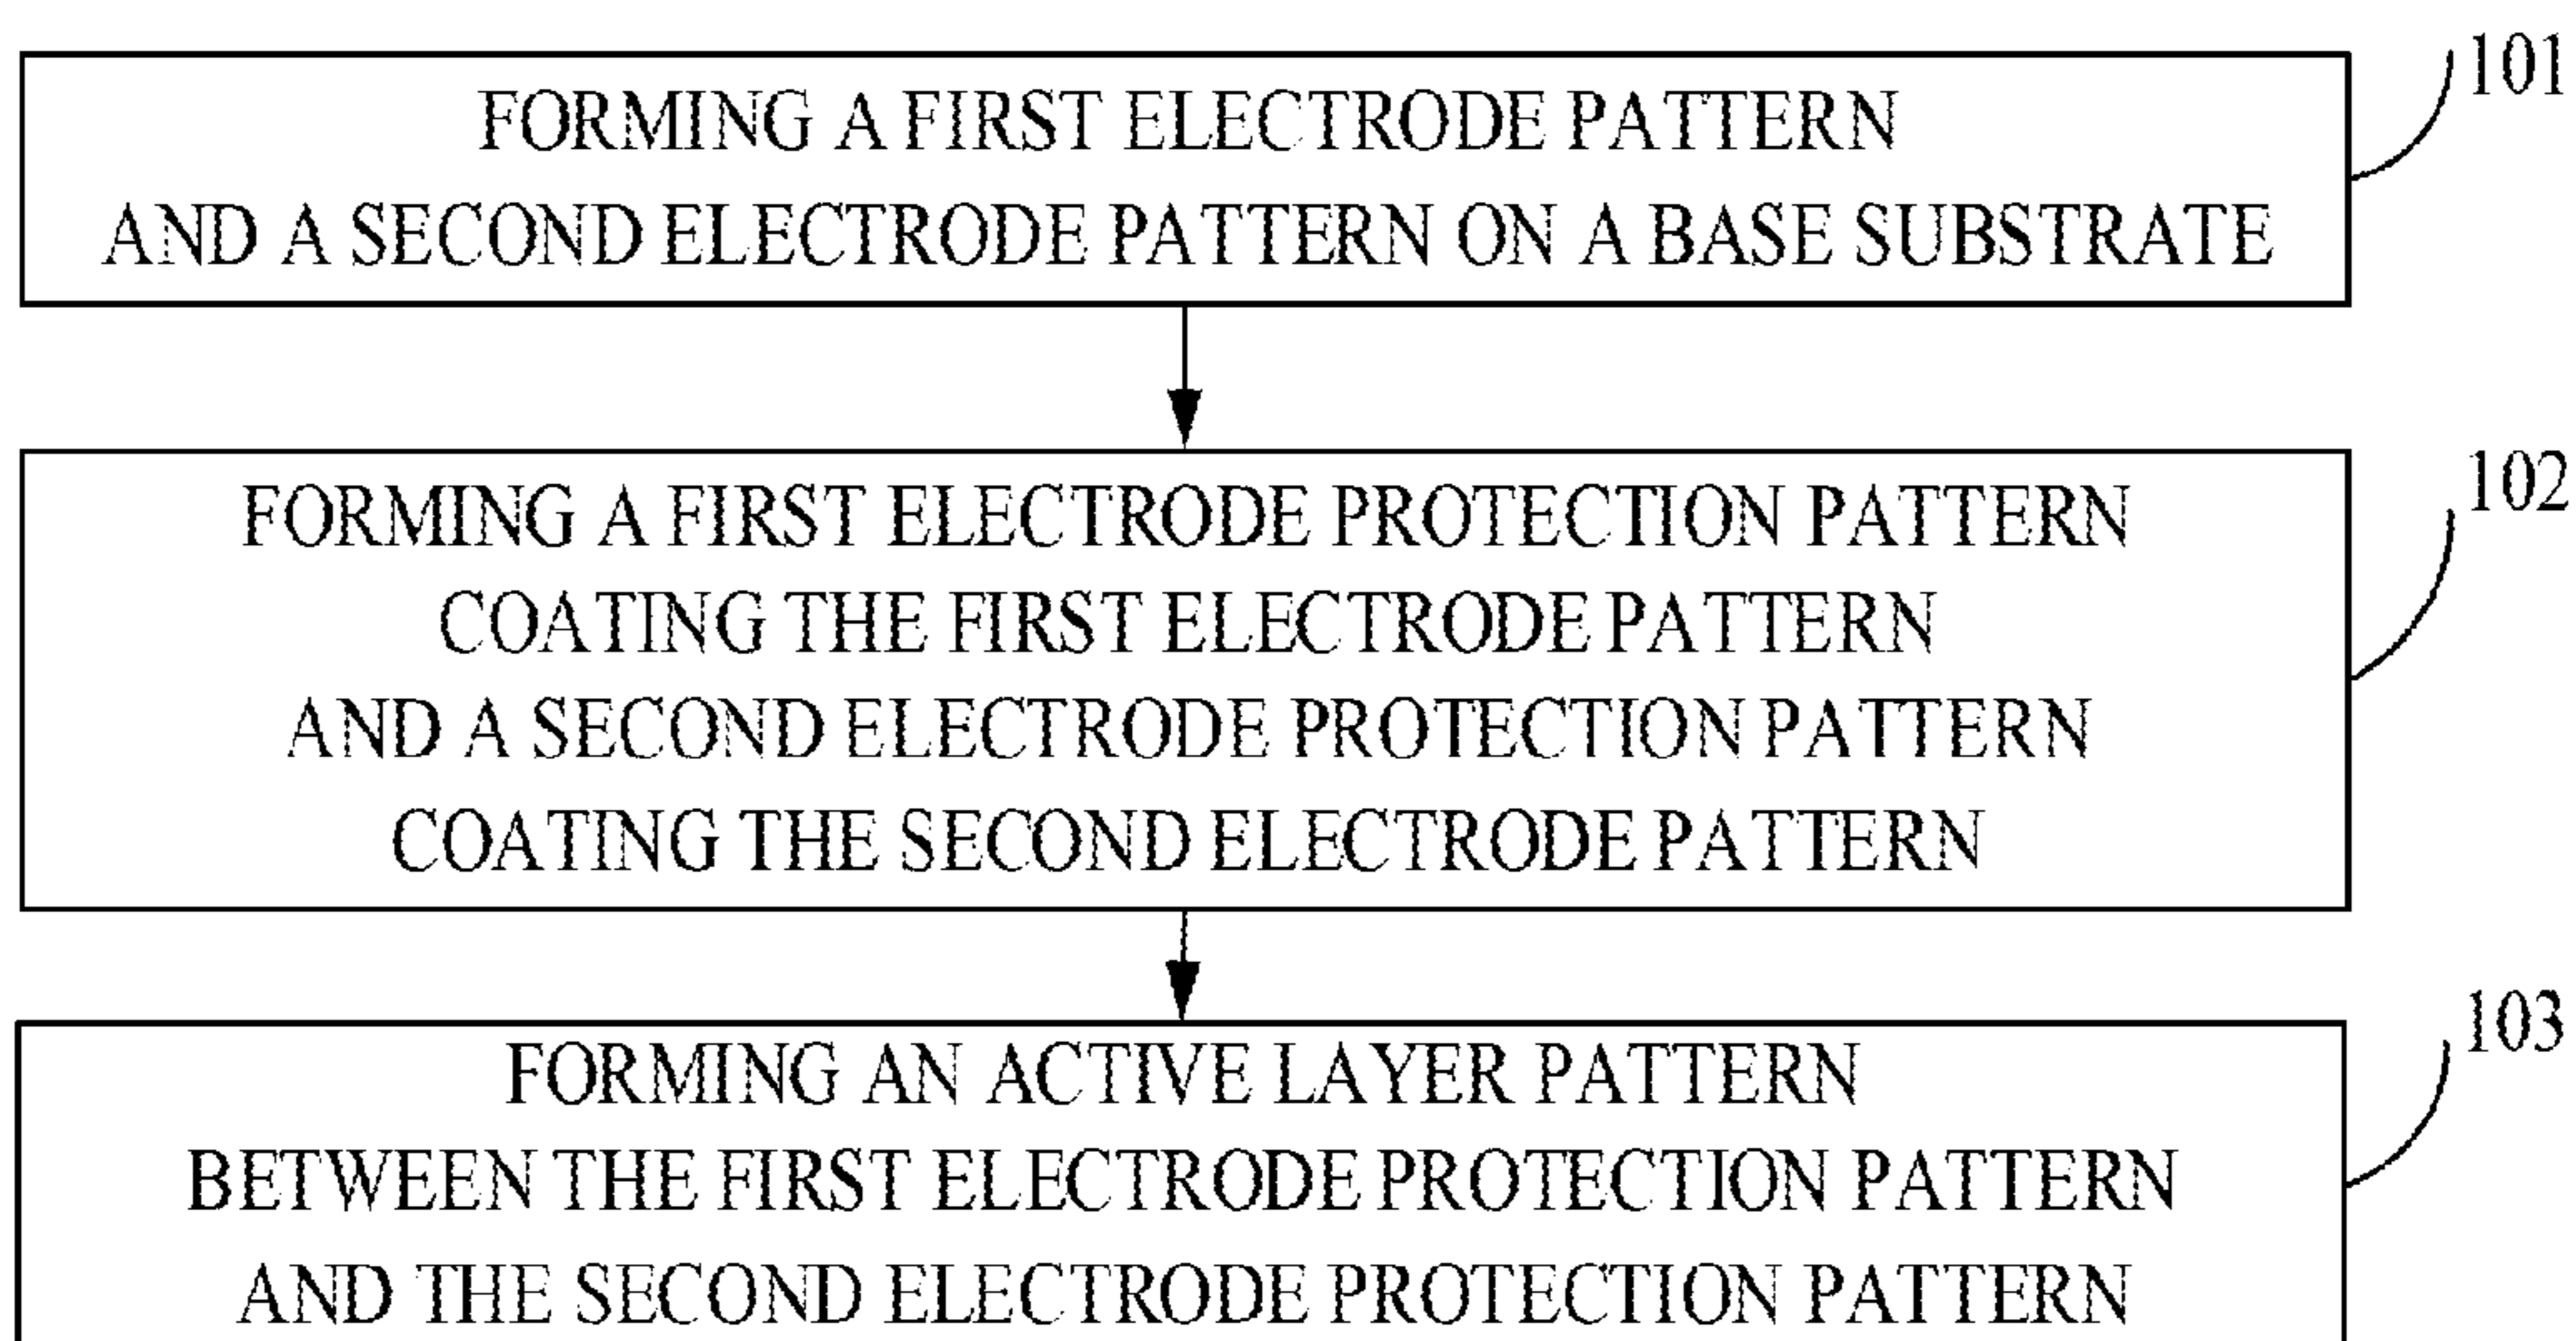 101
FORMING A FIRST ELECTRODE PATTERN
AND A SECOND ELECTRODE PATTERN ON A BASE SUBSTRATE
102
FORMING A FIRST ELECTRODE PROTECTION PATTERN
COATING THE FIRST ELECTRODE PATTERN
AND A SECOND ELECTRODE PROTECTION PATTERN
COATING THE SECOND ELECTRODE PATTERN
103
FORMING AN ACTIVE LAYER PATTERN
BETWEEN THE FIRST ELECTRODE PROTECTION PATTERN
AND THE SECOND ELECTRODE PROTECTION PATTERN